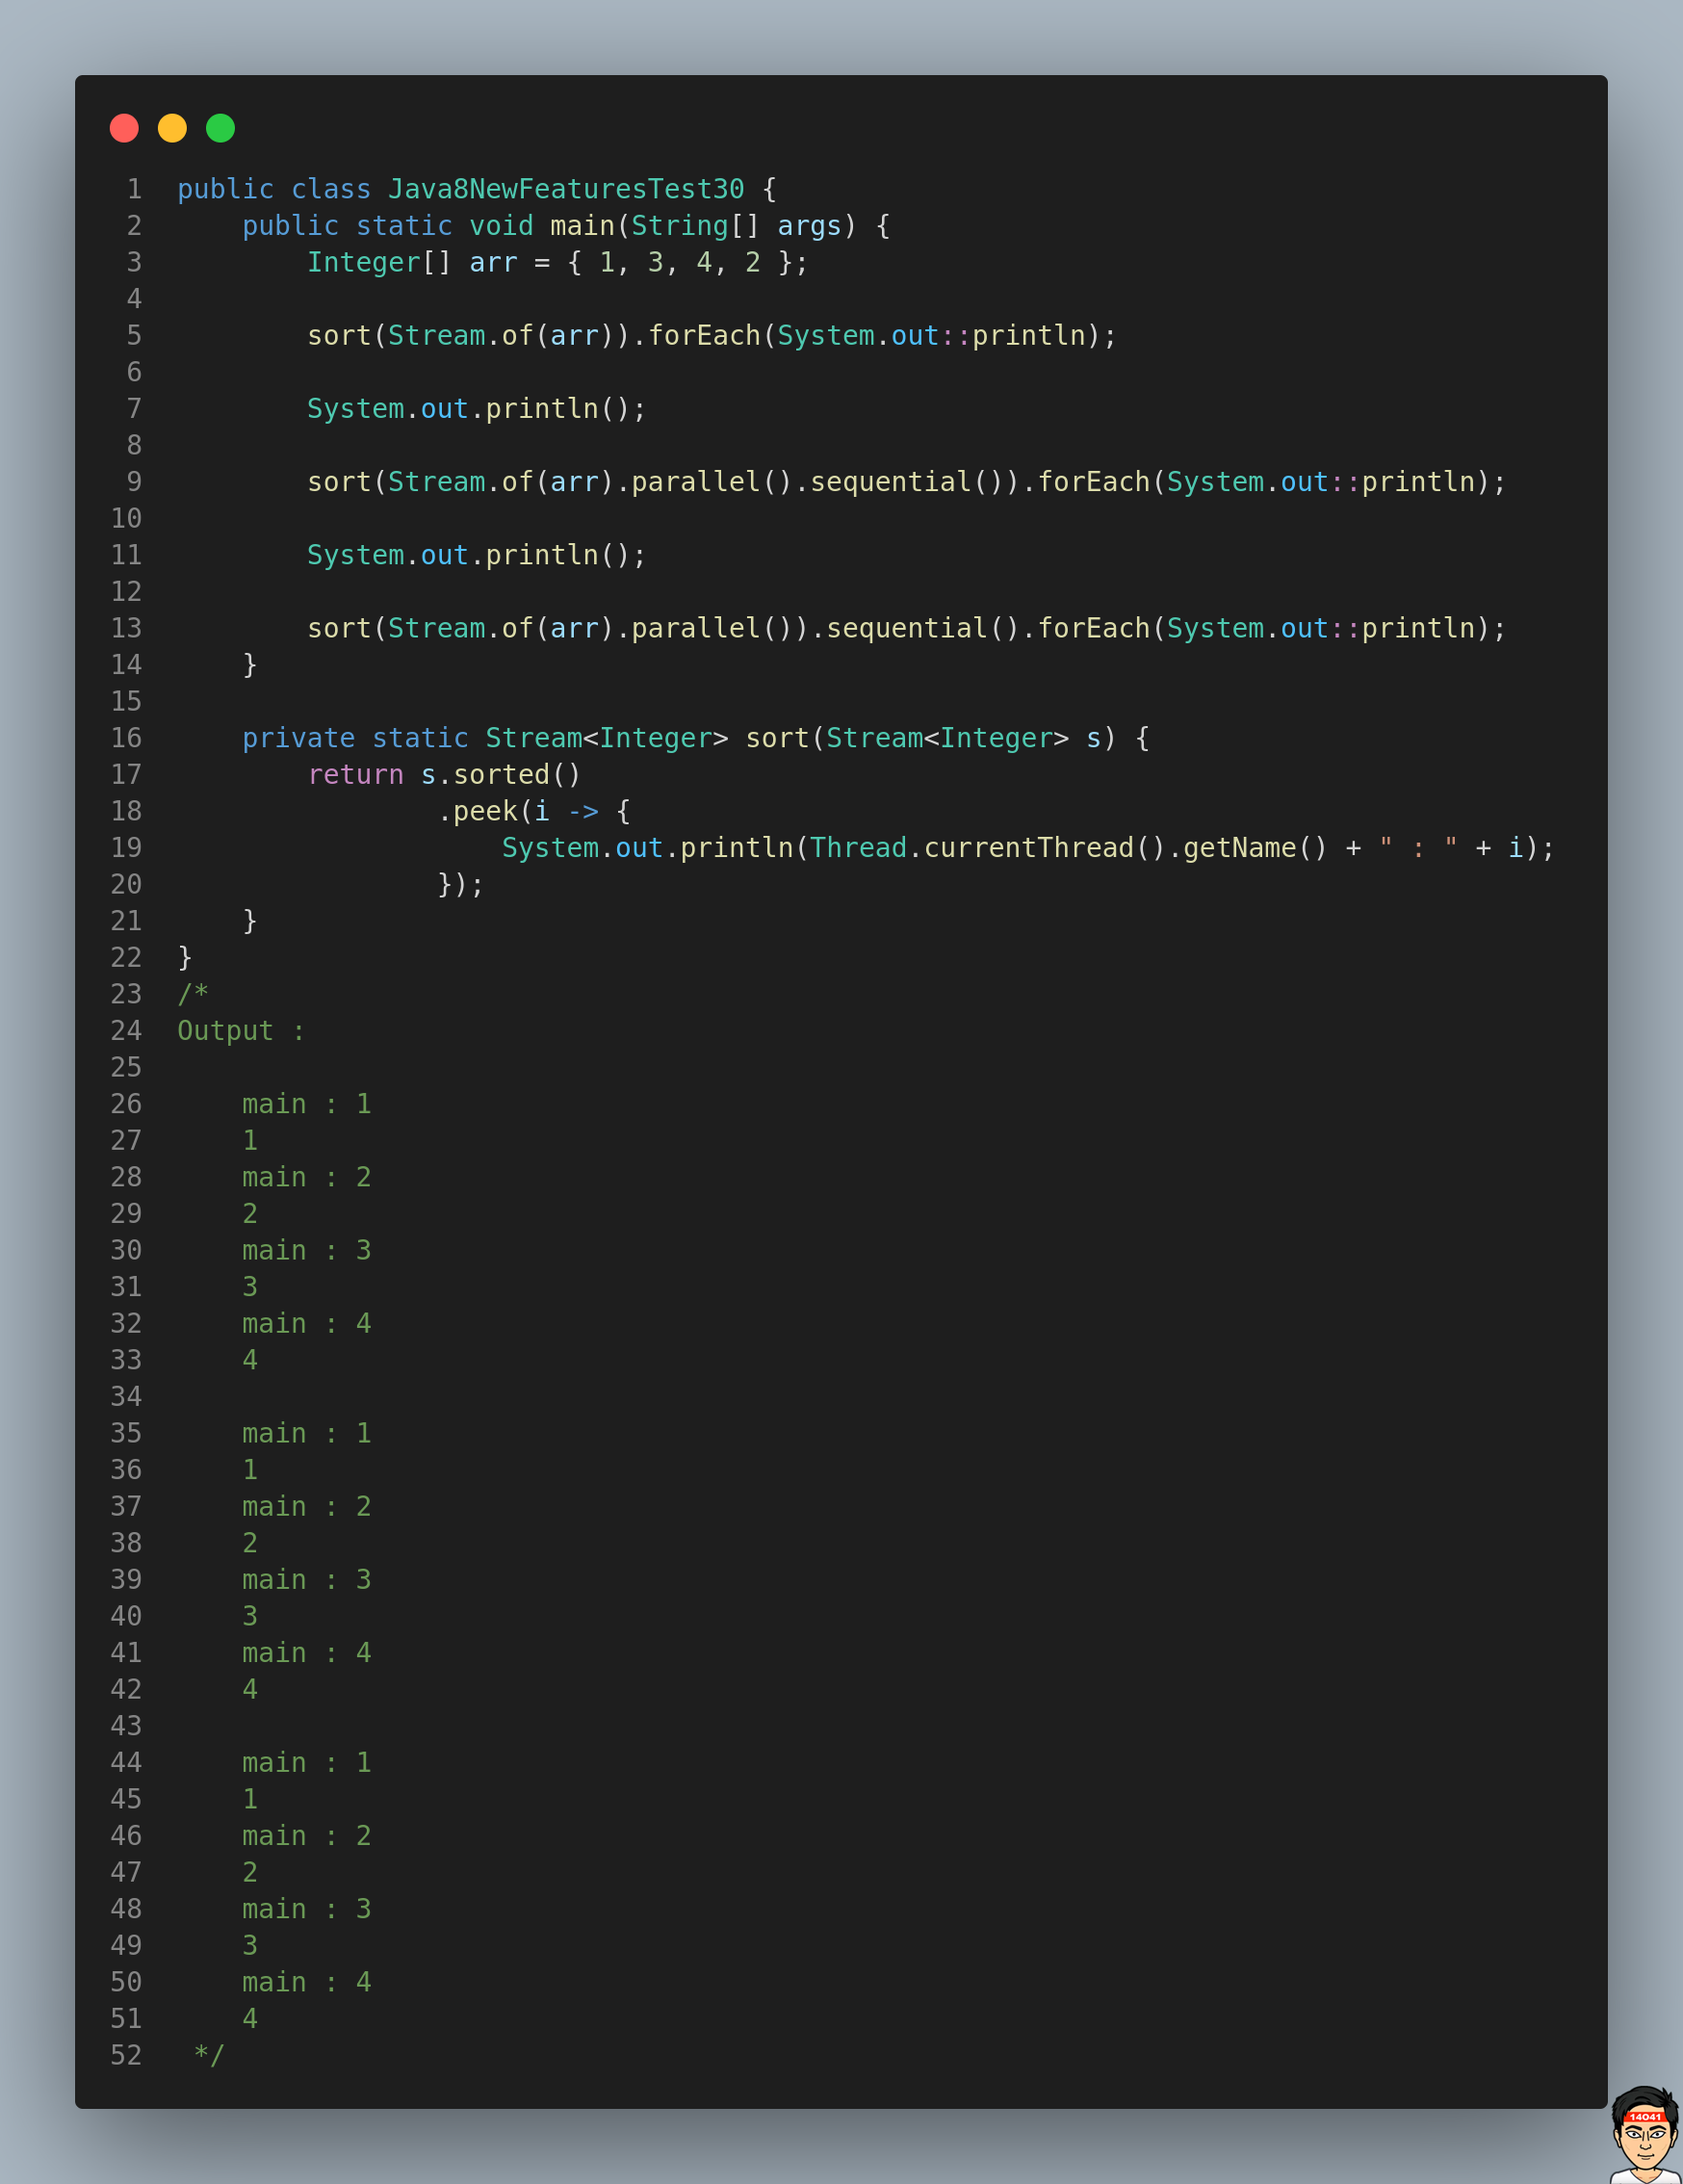 1 public class Java8NewFeaturesTest30 {
2     public static void main(String[] args) {
3         Integer[] arr = { 1, 3, 4, 2 };
4
5         sort(Stream.of(arr)).forEach(System.out::println);
6
7         System.out.println();
8
9         sort(Stream.of(arr).parallel().sequential()).forEach(System.out::println);
10
11         System.out.println();
12
13         sort(Stream.of(arr).parallel()).sequential().forEach(System.out::println);
14     }
15
16     private static Stream<Integer> sort(Stream<Integer> s) {
17         return s.sorted()
18                 .peek(i -> {
19                     System.out.println(Thread.currentThread().getName() + " : " + i);
20                 });
21     }
22 }
23 /*
24 Output :
25
26     main : 1
27     1
28     main : 2
29     2
30     main : 3
31     3
32     main : 4
33     4
34
35     main : 1
36     1
37     main : 2
38     2
39     main : 3
40     3
41     main : 4
42     4
43
44     main : 1
45     1
46     main : 2
47     2
48     main : 3
49     3
50     main : 4
51     4
52  */
14041